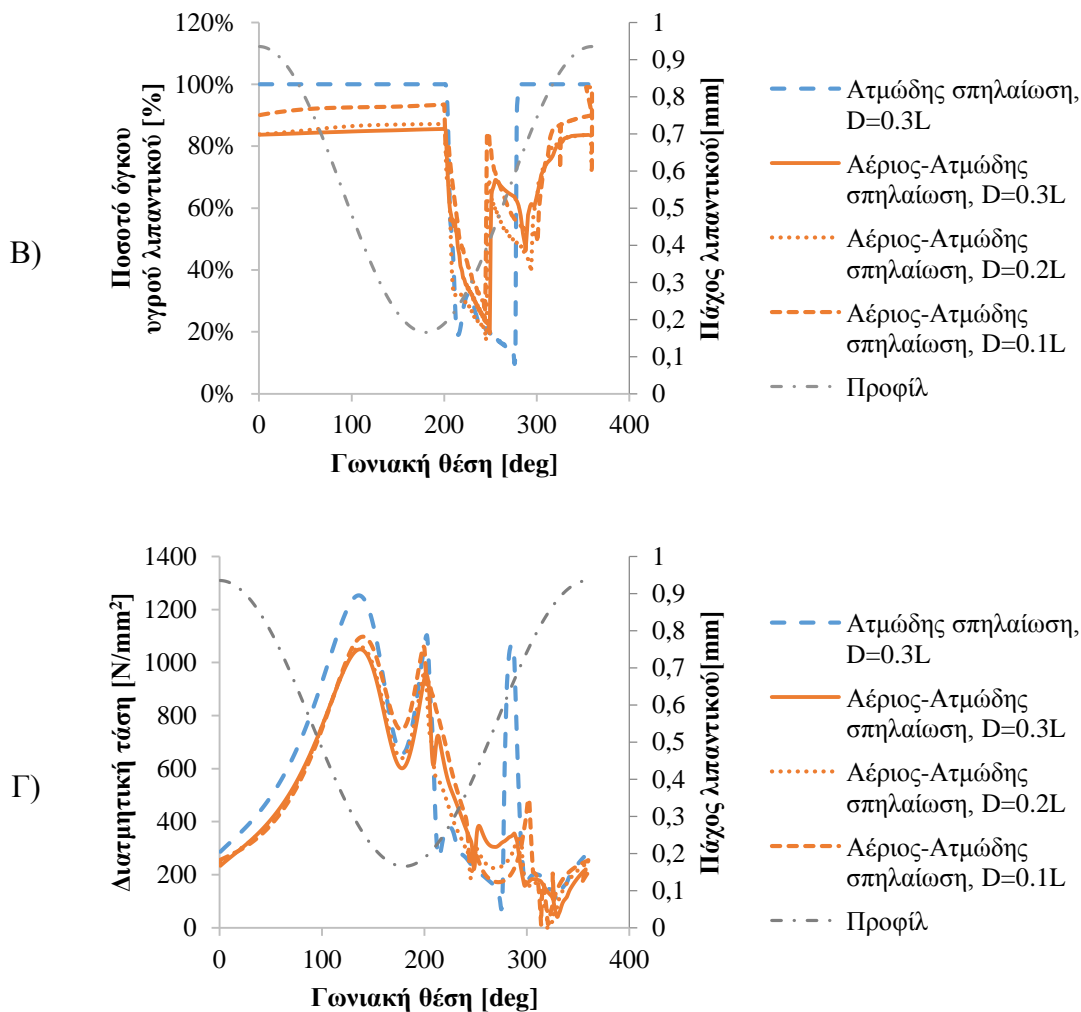 Β)
Ποσοτό όγκου
υγρού λιπαντικού [%]
120%
100%
80%
60%
40%
20%
0%
0
100
200
300
400
Γωνιακή θέση [deg]
1
0,9
0,8
0,7
0,6
0,5
0,4
0,3
0,2
0,1
0
Πάχος λιπαντικού[mm]
Ατμώδης σπηλαίωση,
D=0.3L
Αέριος-Ατμώδης
σπηλαίωση, D=0.3L
Αέριος-Ατμώδης
σπηλαίωση, D=0.2L
Αέριος-Ατμώδης
σπηλαίωση, D=0.1L
Προφίλ
Γ)
Διατμητική τάση [N/mm²]
1400
1200
1000
800
600
400
200
0
0
100
200
300
400
Γωνιακή θέση [deg]
1
0,9
0,8
0,7
0,6
0,5
0,4
0,3
0,2
0,1
0
Πάχος λιπαντικού[mm]
Ατμώδης σπηλαίωση,
D=0.3L
Αέριος-Ατμώδης
σπηλαίωση, D=0.3L
Αέριος-Ατμώδης
σπηλαίωση, D=0.2L
Αέριος-Ατμώδης
σπηλαίωση, D=0.1L
Προφίλ